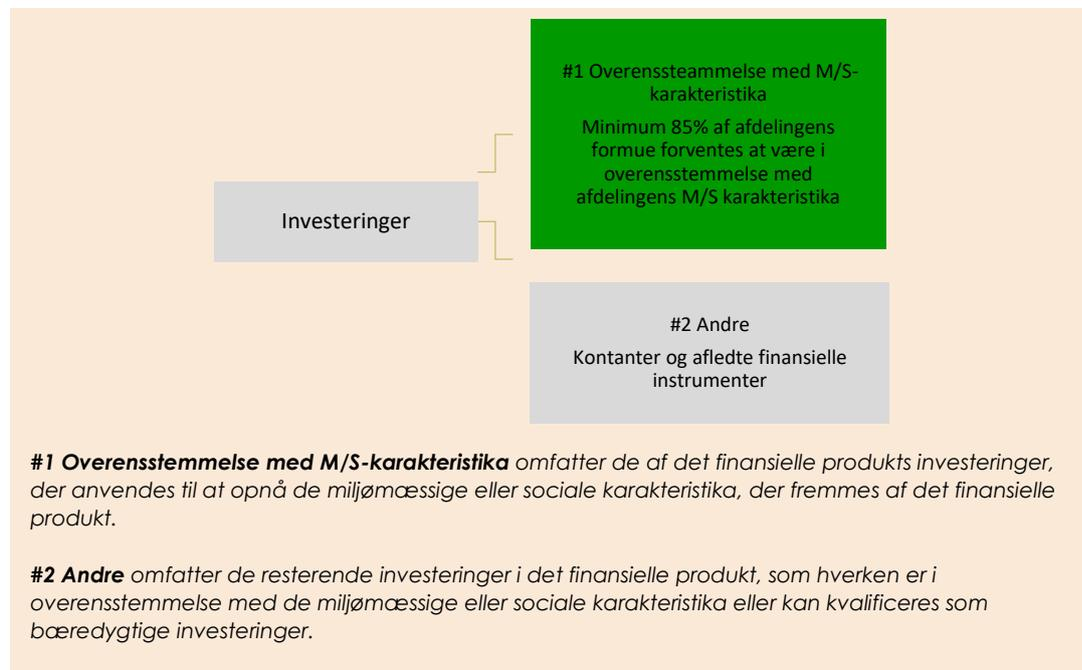 #1 Overenssteammelse med M/S-
karakteristika
Minimum 85% af afdelingens
formue forventes at være i
overensstemmelse med
afdelingens M/S karakteristika
Investeringer
#2 Andre
Kontanter og afledte finansielle
instrumenter
#1 Overensstemmelse med M/S-karakteristika omfatter de af det finansielle produkts investeringer,
der anvendes til at opnå de miljømæssige eller sociale karakteristika, der fremmes af det finansielle
produkt.
#2 Andre omfatter de resterende investeringer i det finansielle produkt, som hverken er i
overensstemmelse med de miljømæssige eller sociale karakteristika eller kan kvalificeres som
bæredygtige investeringer.